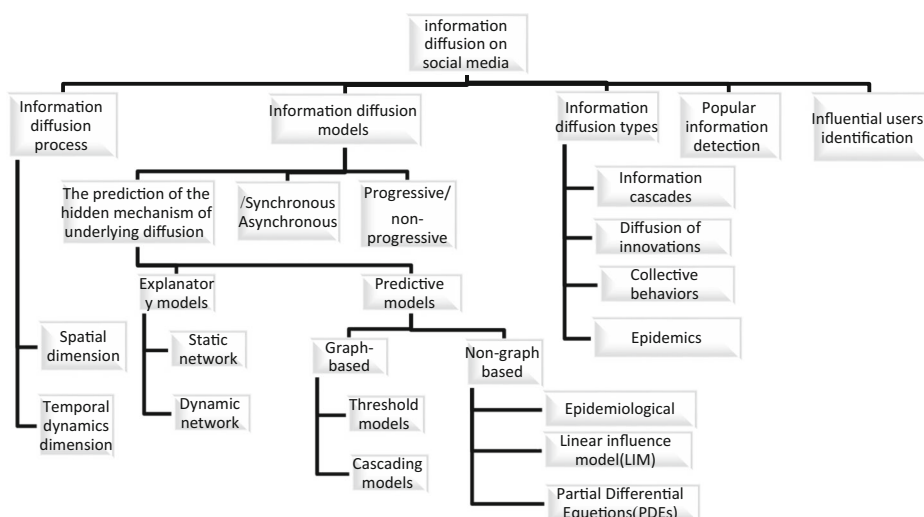 information
diffusion on
social media
Information
diffusion
process
Information diffusion
models
Information
diffusion types
Popular
information
detection
Influential users
identification
The prediction of the
hidden mechanism of
underlying diffusion
/Synchronous
Asynchronous
Progressive/
non-
progressive
Information
cascades
Diffusion of
innovations
Collective
behaviors
Epidemics
Explanator
y models
Predictive
models
Spatial
dimension
Temporal
dynamics
dimension
Static
network
Dynamic
network
Graph-
based
Non-graph
based
Threshold
models
Cascading
models
Epidemiological
Linear influence
model(LIM)
Partial Differential
Equetions(PDEs)